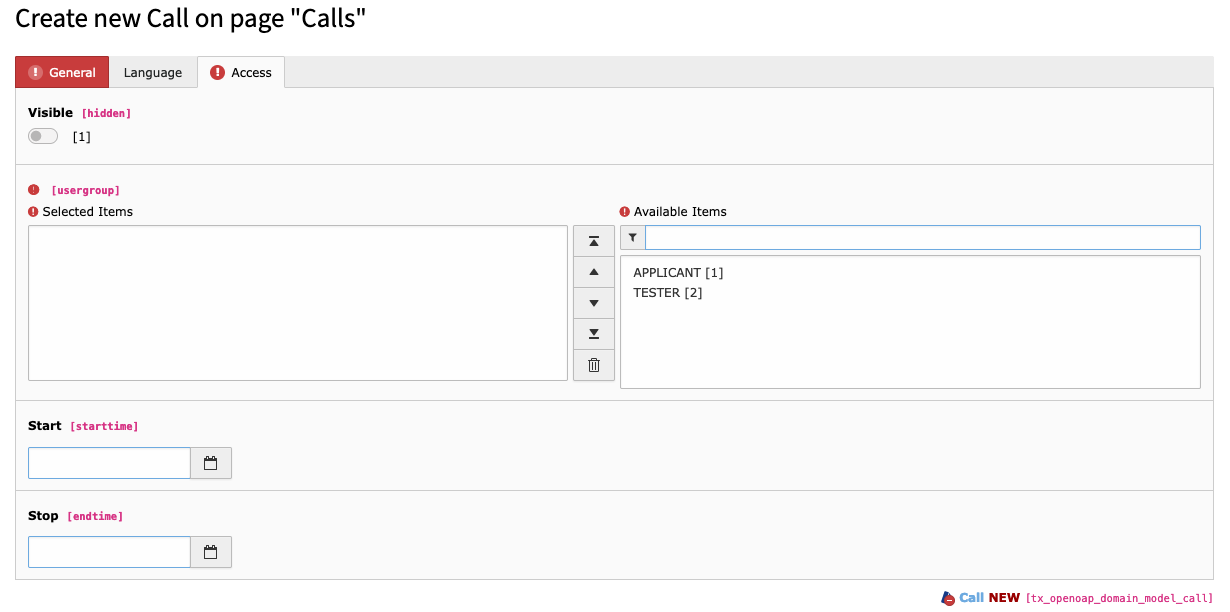 Create new Call on page "Calls"
General
Language
Access
Visible [hidden]
[1]
[usergroup]
Selected Items
Available Items
APPLICANT [1]
TESTER [2]
Start [starttime]
Stop [endtime]
Call NEW [tx_openoap_domain_model_call]